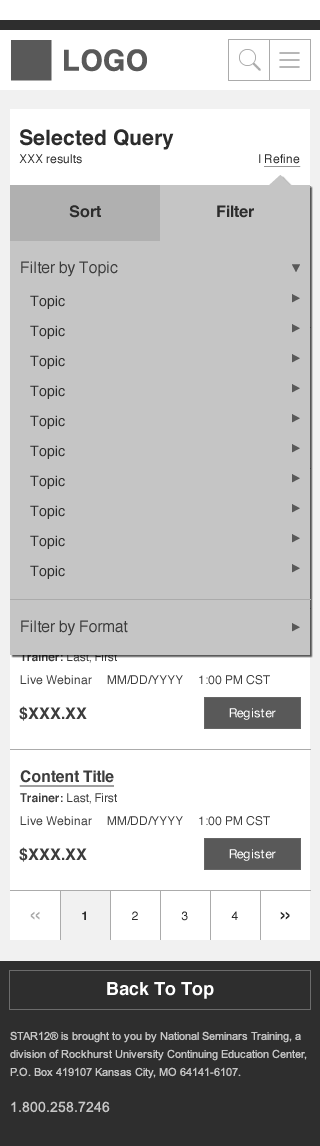 LOGO
Selected Query
XXX results
| Refine
Sort
Filter
Filter by Topic
Topic
Topic
Topic
Topic
Topic
Topic
Topic
Topic
Topic
Topic
Filter by Format
Trainer: Last, First
Live Webinar MM/DD/YYYY 1:00 PM CST
$XXX.XX Register
Content Title
Trainer: Last, First
Live Webinar MM/DD/YYYY 1:00 PM CST
$XXX.XX Register
« 1 2 3 4 »
Back To Top
STAR12® is brought to you by National Seminars Training, a
division of Rockhurst University Continuing Education Center,
P.O. Box 419107 Kansas City, MO 64141-6107.
1.800.258.7246